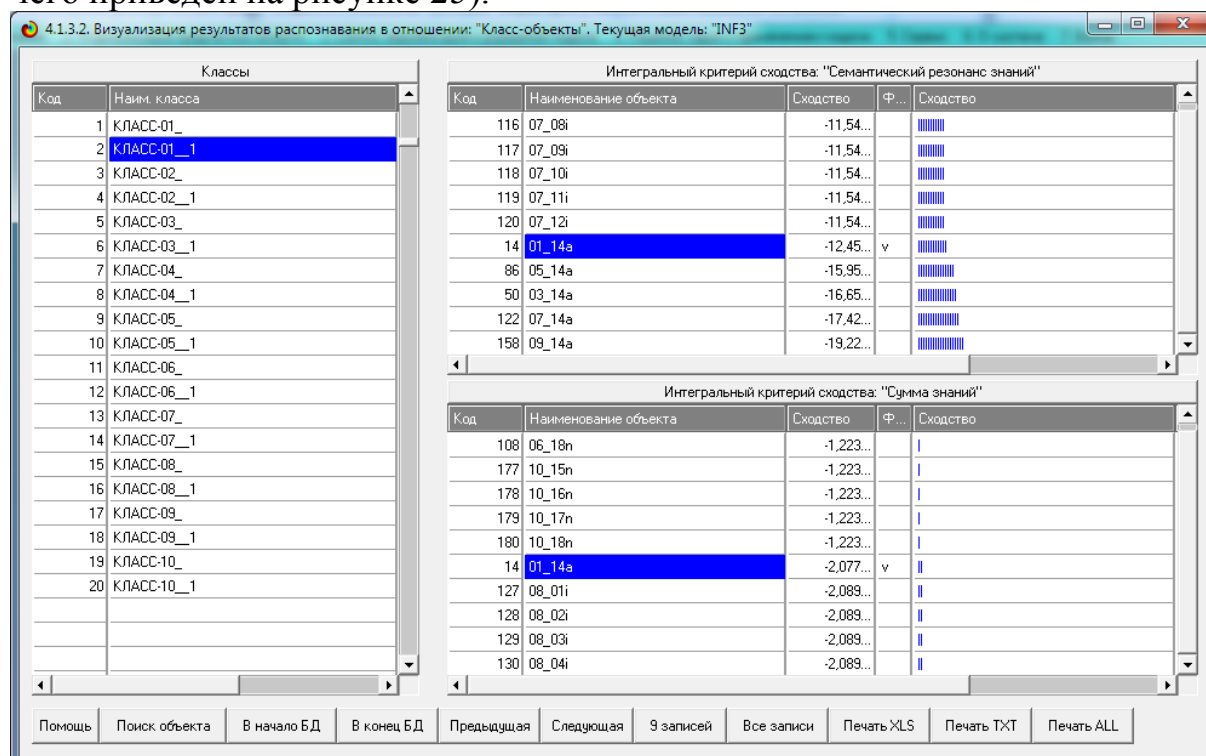 чего приведен на рисунке 23).
4.1.3.2. Визуализация результатов распознавания в отношении: "Класс-объекты". Текущая модель: "INF3"
Классы
Код Наим. класса
1 КЛАСС-01_
2 КЛАСС-01__1
3 КЛАСС-02_
4 КЛАСС-02__1
5 КЛАСС-03_
6 КЛАСС-03__1
7 КЛАСС-04_
8 КЛАСС-04__1
9 КЛАСС-05_
10 КЛАСС-05__1
11 КЛАСС-06_
12 КЛАСС-06__1
13 КЛАСС-07_
14 КЛАСС-07__1
15 КЛАСС-08_
16 КЛАСС-08__1
17 КЛАСС-09_
18 КЛАСС-09__1
19 КЛАСС-10_
20 КЛАСС-10__1
Интегральный критерий сходства: "Семантический резонанс знаний"
Код Наименование объекта Сходство Ф... Сходство
116 07_08i -11,54...
117 07_09i -11,54...
118 07_10i -11,54...
119 07_11i -11,54...
120 07_12i -11,54...
14 01_14a -12,45... v
86 05_14a -15,95...
50 03_14a -16,65...
122 07_14a -17,42...
158 09_14a -19,22...
Интегральный критерий сходства: "Сумма знаний"
Код Наименование объекта Сходство Ф... Сходство
108 06_18n -1,223...
177 10_15n -1,223...
178 10_16n -1,223...
179 10_17n -1,223...
180 10_18n -1,223...
14 01_14a -2,077... v
127 08_01i -2,089...
128 08_02i -2,089...
129 08_03i -2,089...
130 08_04i -2,089...
Помощь Поиск объекта В начало БД В конец БД Предыдущая Следующая 9 записей Все записи Печать XLS Печать TXT Печать ALL